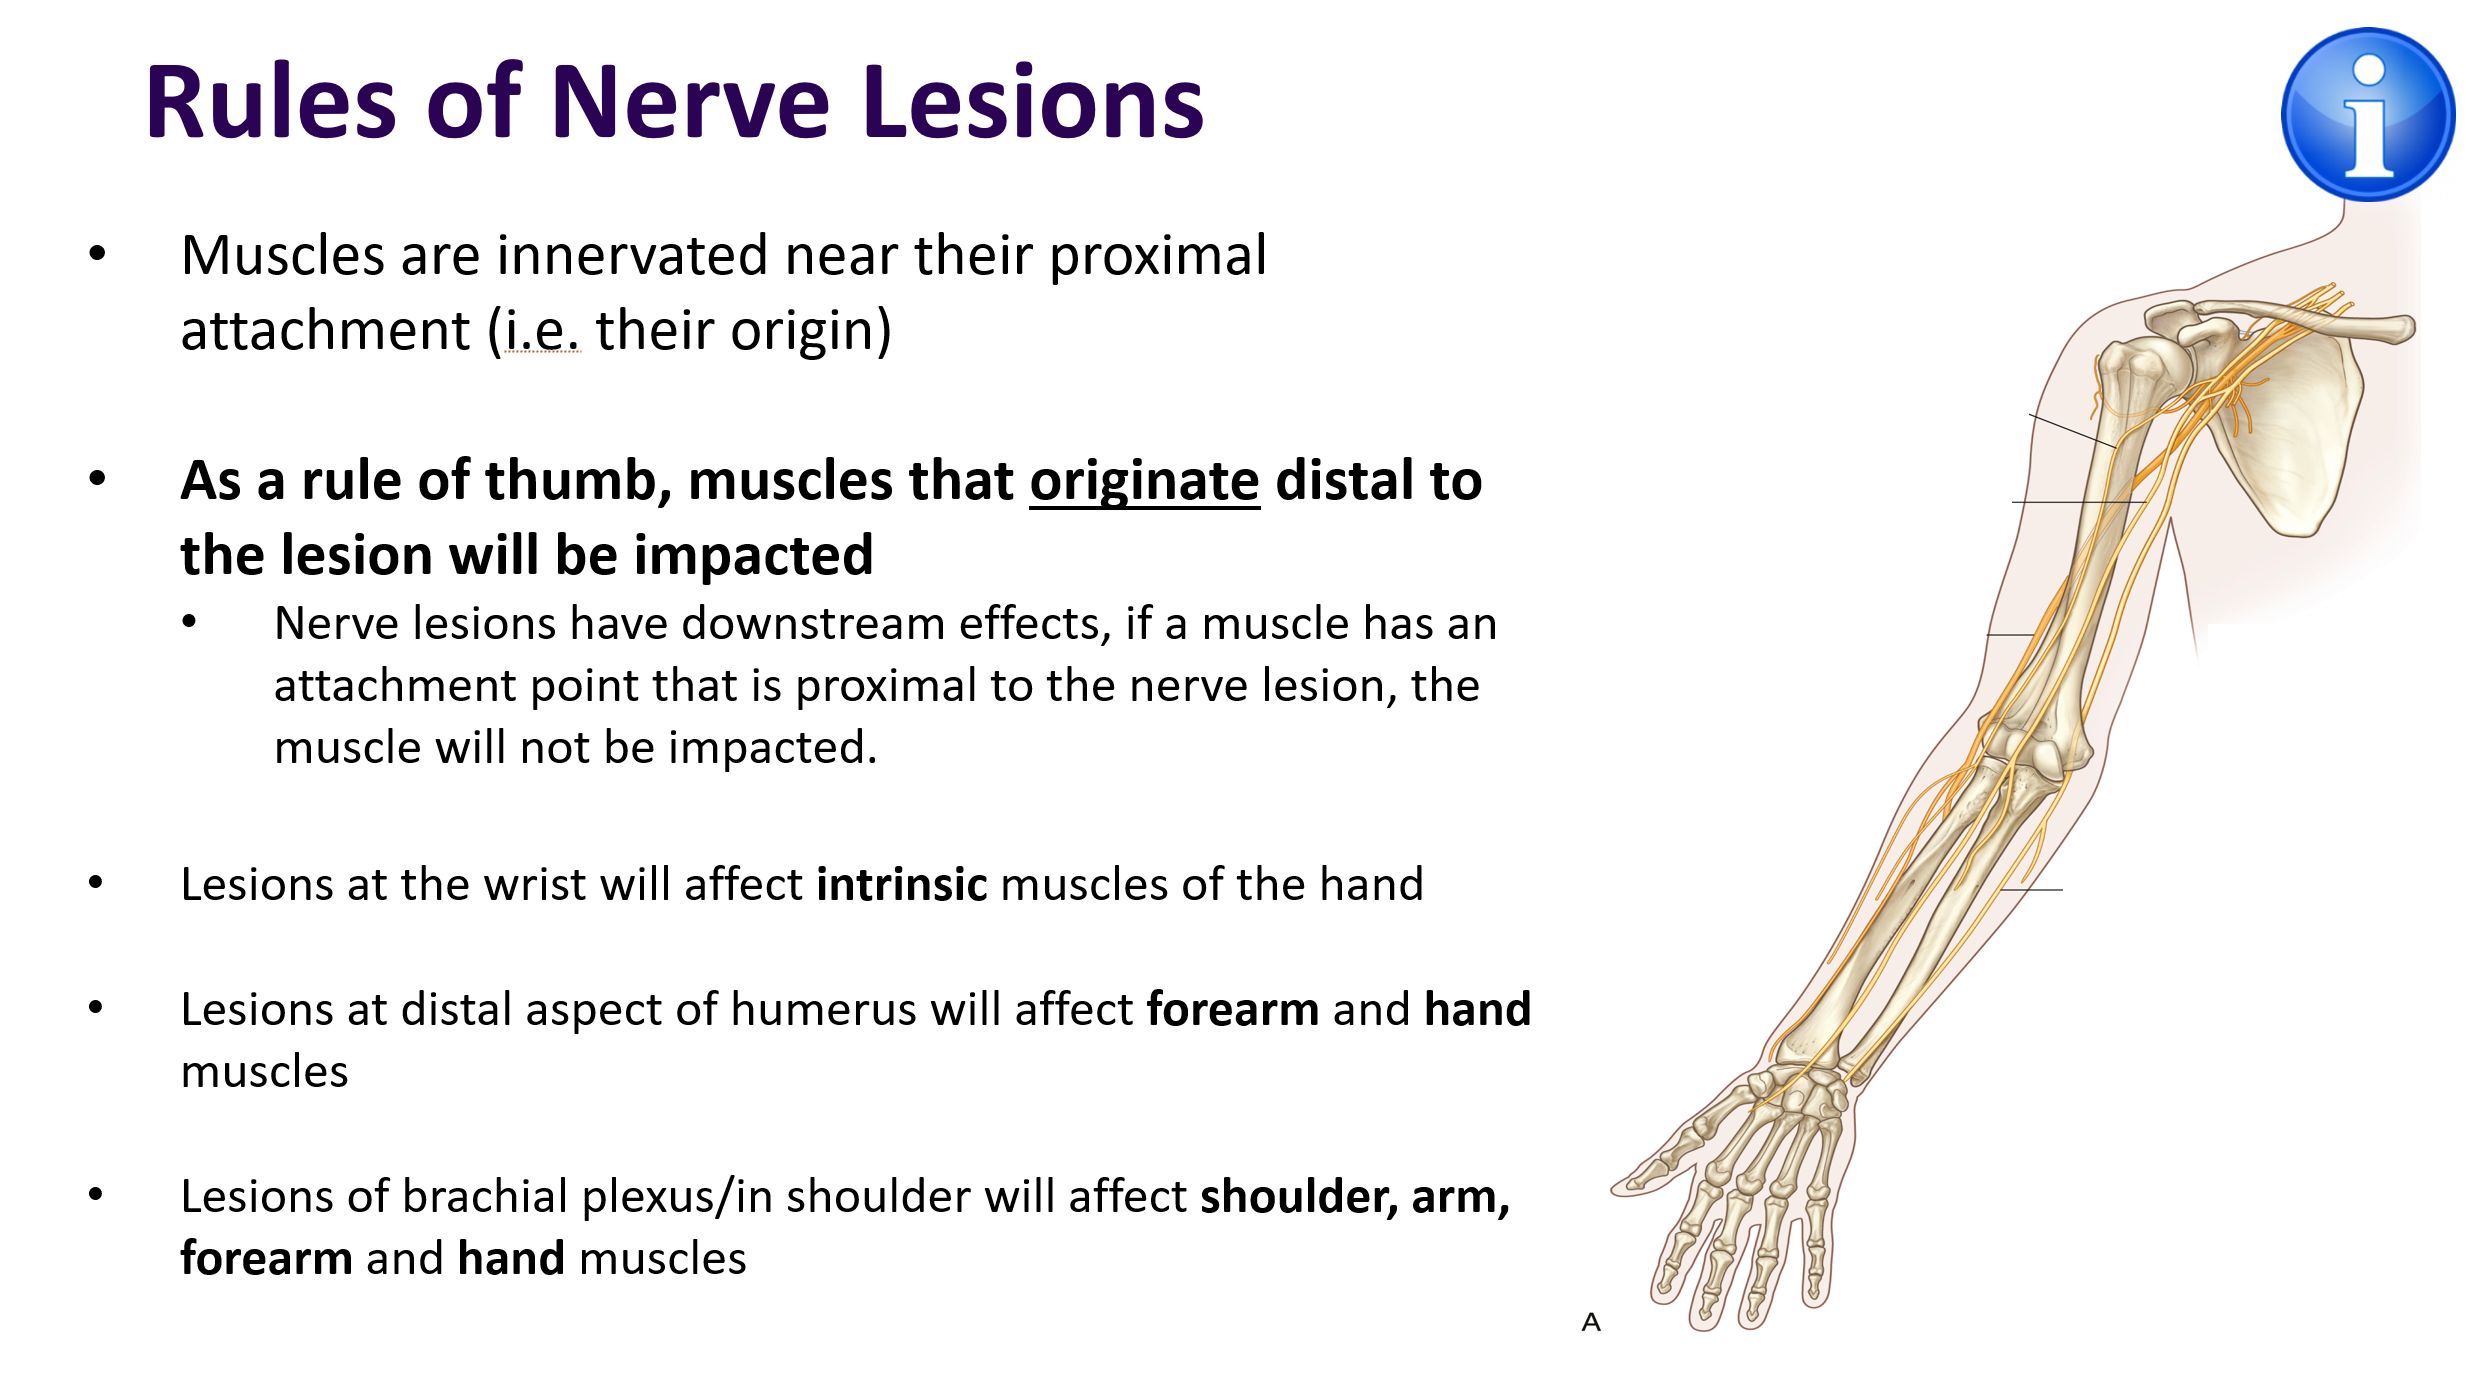 Rules of Nerve Lesions
• Muscles are innervated near their proximal
attachment (i.e. their origin)
• As a rule of thumb, muscles that originate distal to
the lesion will be impacted
• Nerve lesions have downstream effects, if a muscle has an
attachment point that is proximal to the nerve lesion, the
muscle will not be impacted.
• Lesions at the wrist will affect intrinsic muscles of the hand
• Lesions at distal aspect of humerus will affect forearm and hand
muscles
• Lesions of brachial plexus/in shoulder will affect shoulder, arm,
forearm and hand muscles
A
i